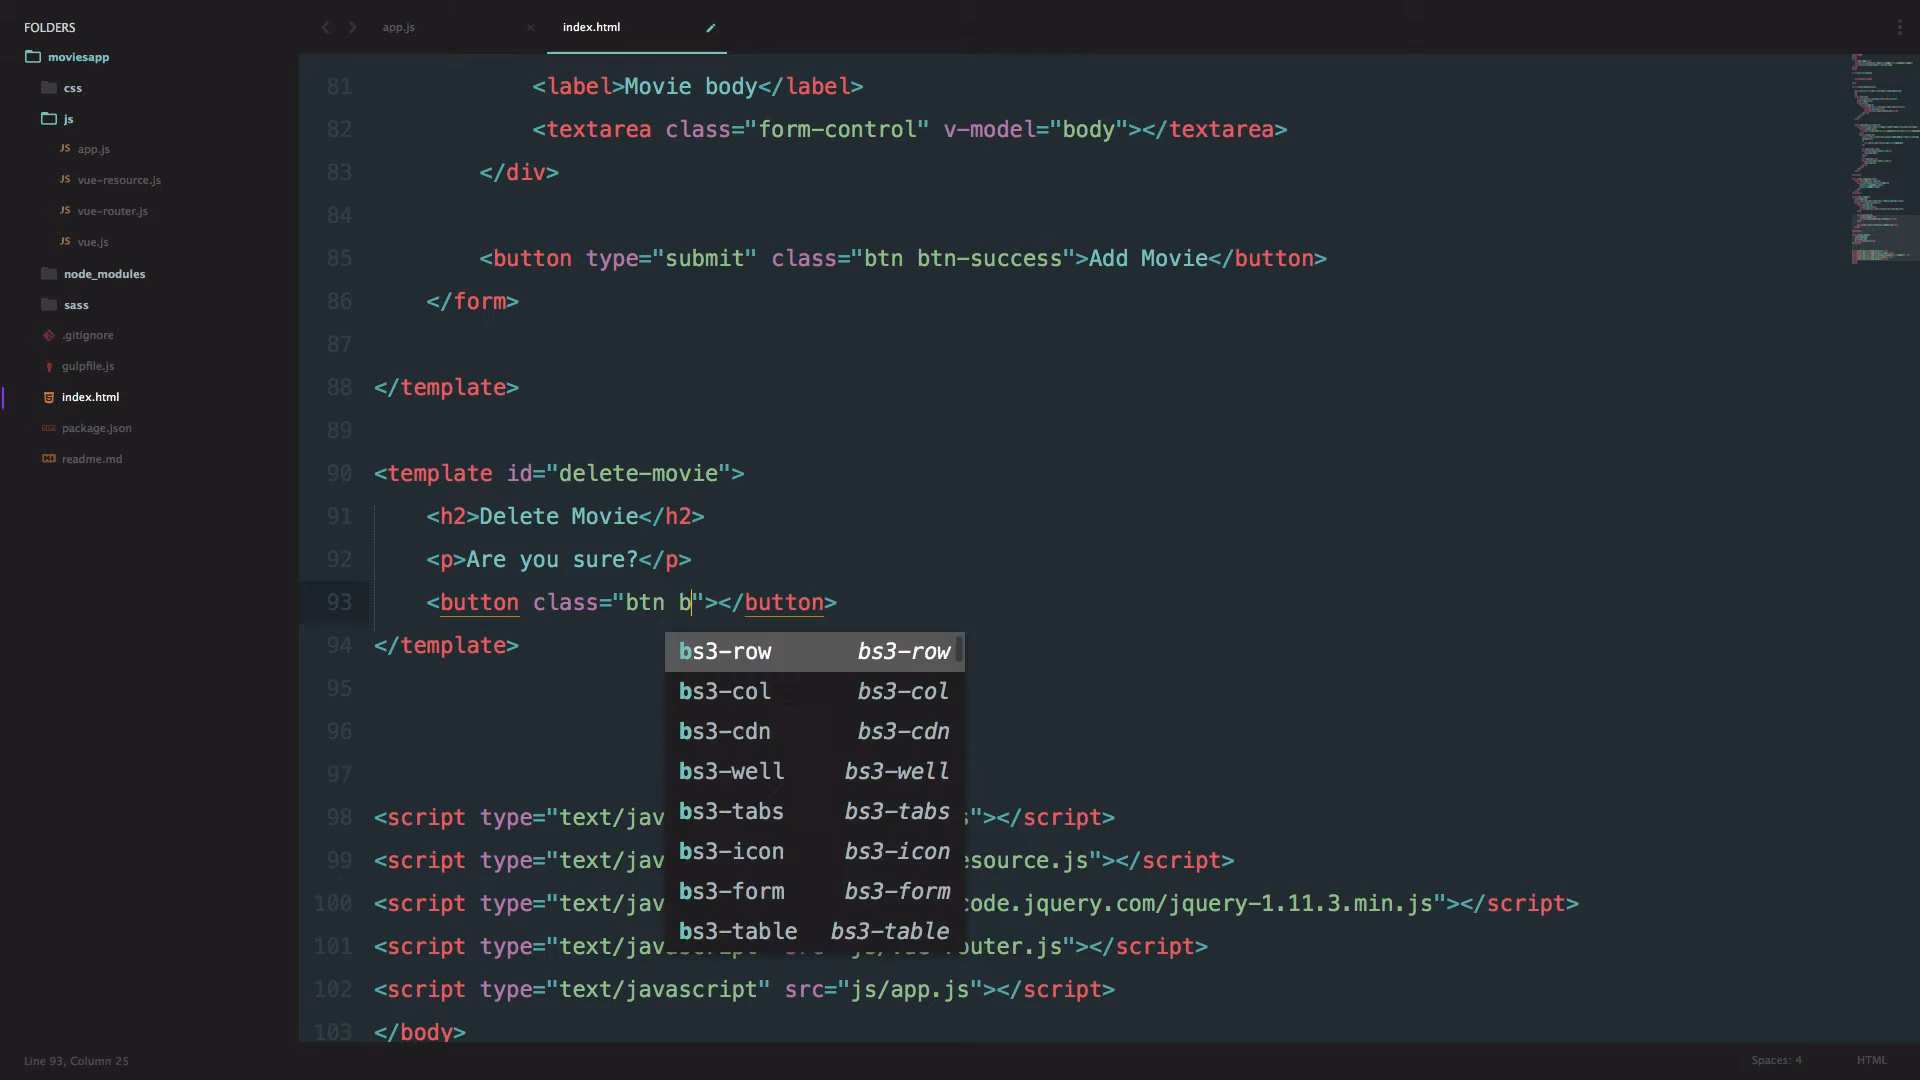 FOLDERS
moviesapp
css
js
JS app.js
JS vue-resource.js
JS vue-router.js
JS vue.js
node_modules
sass
.gitignore
gulpfile.js
index.html
package.json
readme.md
app.js ×
index.html
81 <label>Movie body</label>
82 <textarea class="form-control" v-model="body"></textarea>
83 </div>
84
85 <button type="submit" class="btn btn-success">Add Movie</button>
86 </form>
87
88 </template>
89
90 <template id="delete-movie">
91 <h2>Delete Movie</h2>
92 <p>Are you sure?</p>
93 <button class="btn b"></button>
94 </template>
95
96
97
bs3-row bs3-row
bs3-col bs3-col
bs3-cdn bs3-cdn
bs3-well bs3-well
bs3-tabs bs3-tabs
bs3-icon bs3-icon
bs3-form bs3-form
bs3-table bs3-table
98 <script type="text/jav s"></script>
99 <script type="text/jav esource.js"></script>
100 <script type="text/jav code.jquery.com/jquery-1.11.3.min.js"></script>
101 <script type="text/javascript" src="js/vue-router.js"></script>
102 <script type="text/javascript" src="js/app.js"></script>
103 </body>
Line 93, Column 25
Spaces: 4
HTML